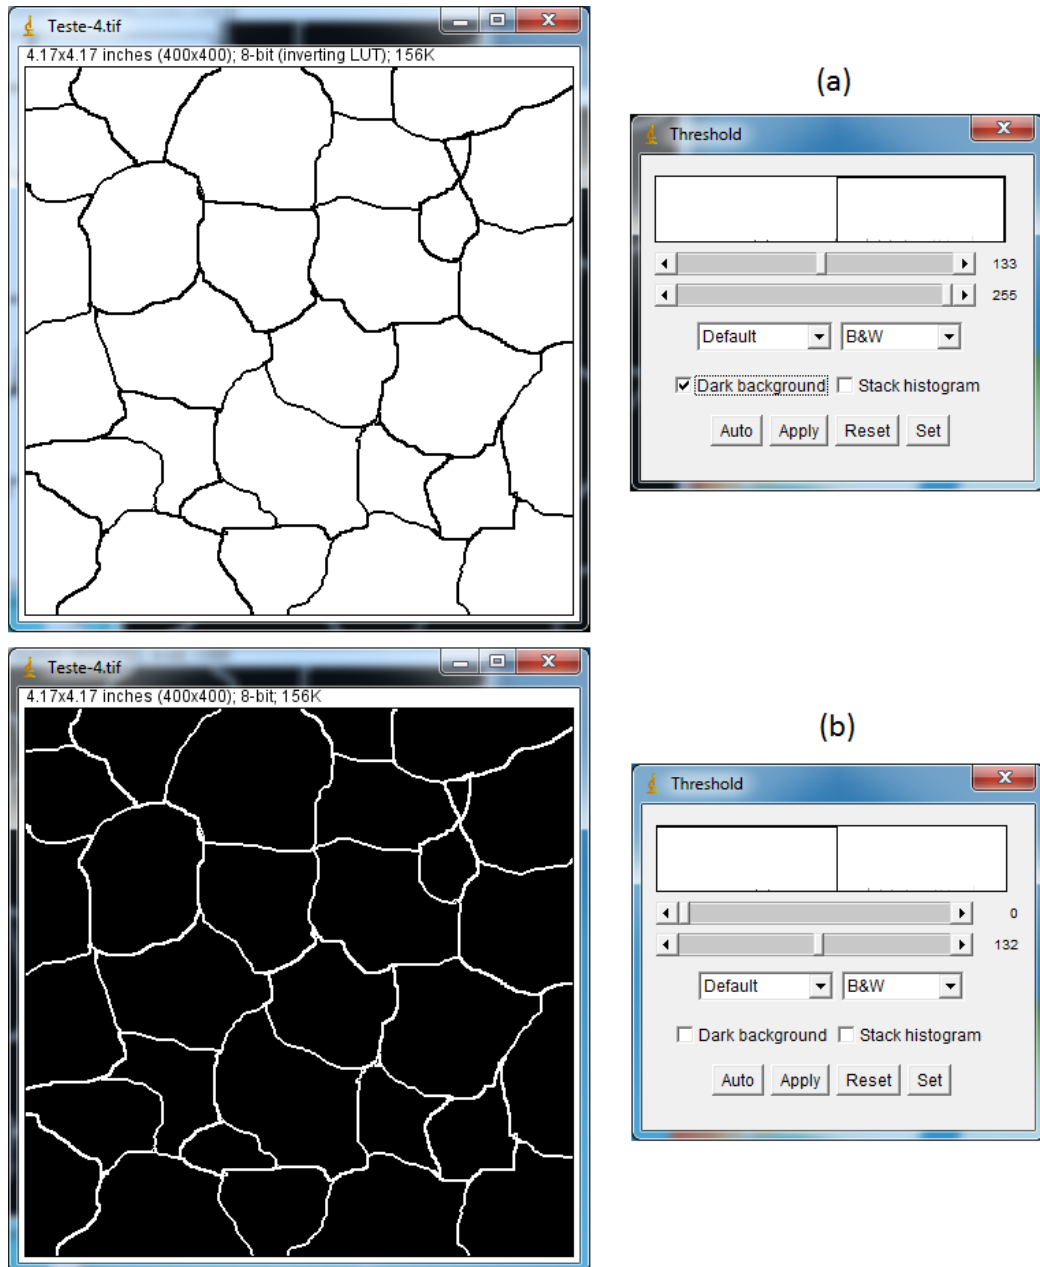 Teste-4.tif
4.17x4.17 inches (400x400); 8-bit (inverting LUT); 156K
(a)
Threshold
133
255
Default
B&W
Dark background
Stack histogram
Auto
Apply
Reset
Set
Teste-4.tif
4.17x4.17 inches (400x400); 8-bit; 156K
(b)
Threshold
0
132
Default
B&W
Dark background
Stack histogram
Auto
Apply
Reset
Set